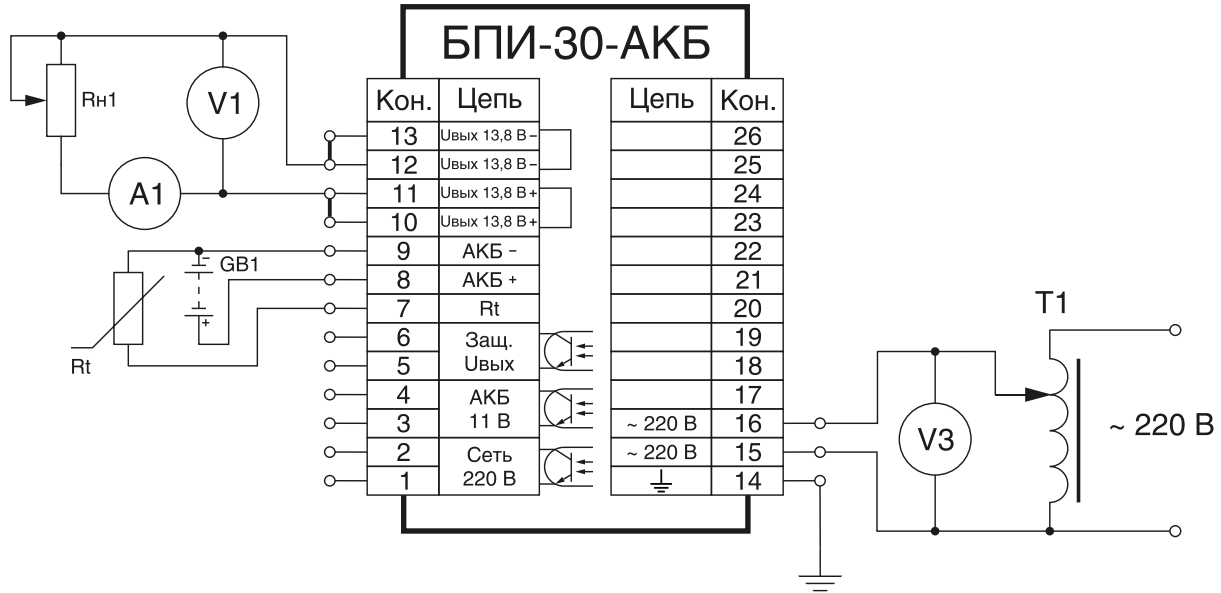 БПИ-30-АКБ
Кон. Цепь
13 Uвых 13,8 В –
12 Uвых 13,8 В –
11 Uвых 13,8 В +
10 Uвых 13,8 В +
9 АКБ –
8 АКБ +
7 Rt
6 Защ.
5 Uвых
4 АКБ
3 11 В
2 Сеть
1 220 В
Цепь Кон.
26
25
24
23
22
21
20
19
18
17
~ 220 В 16
~ 220 В 15
14
Rн1
V1
A1
– GB1
+
Rt
T1
V3
~ 220 В